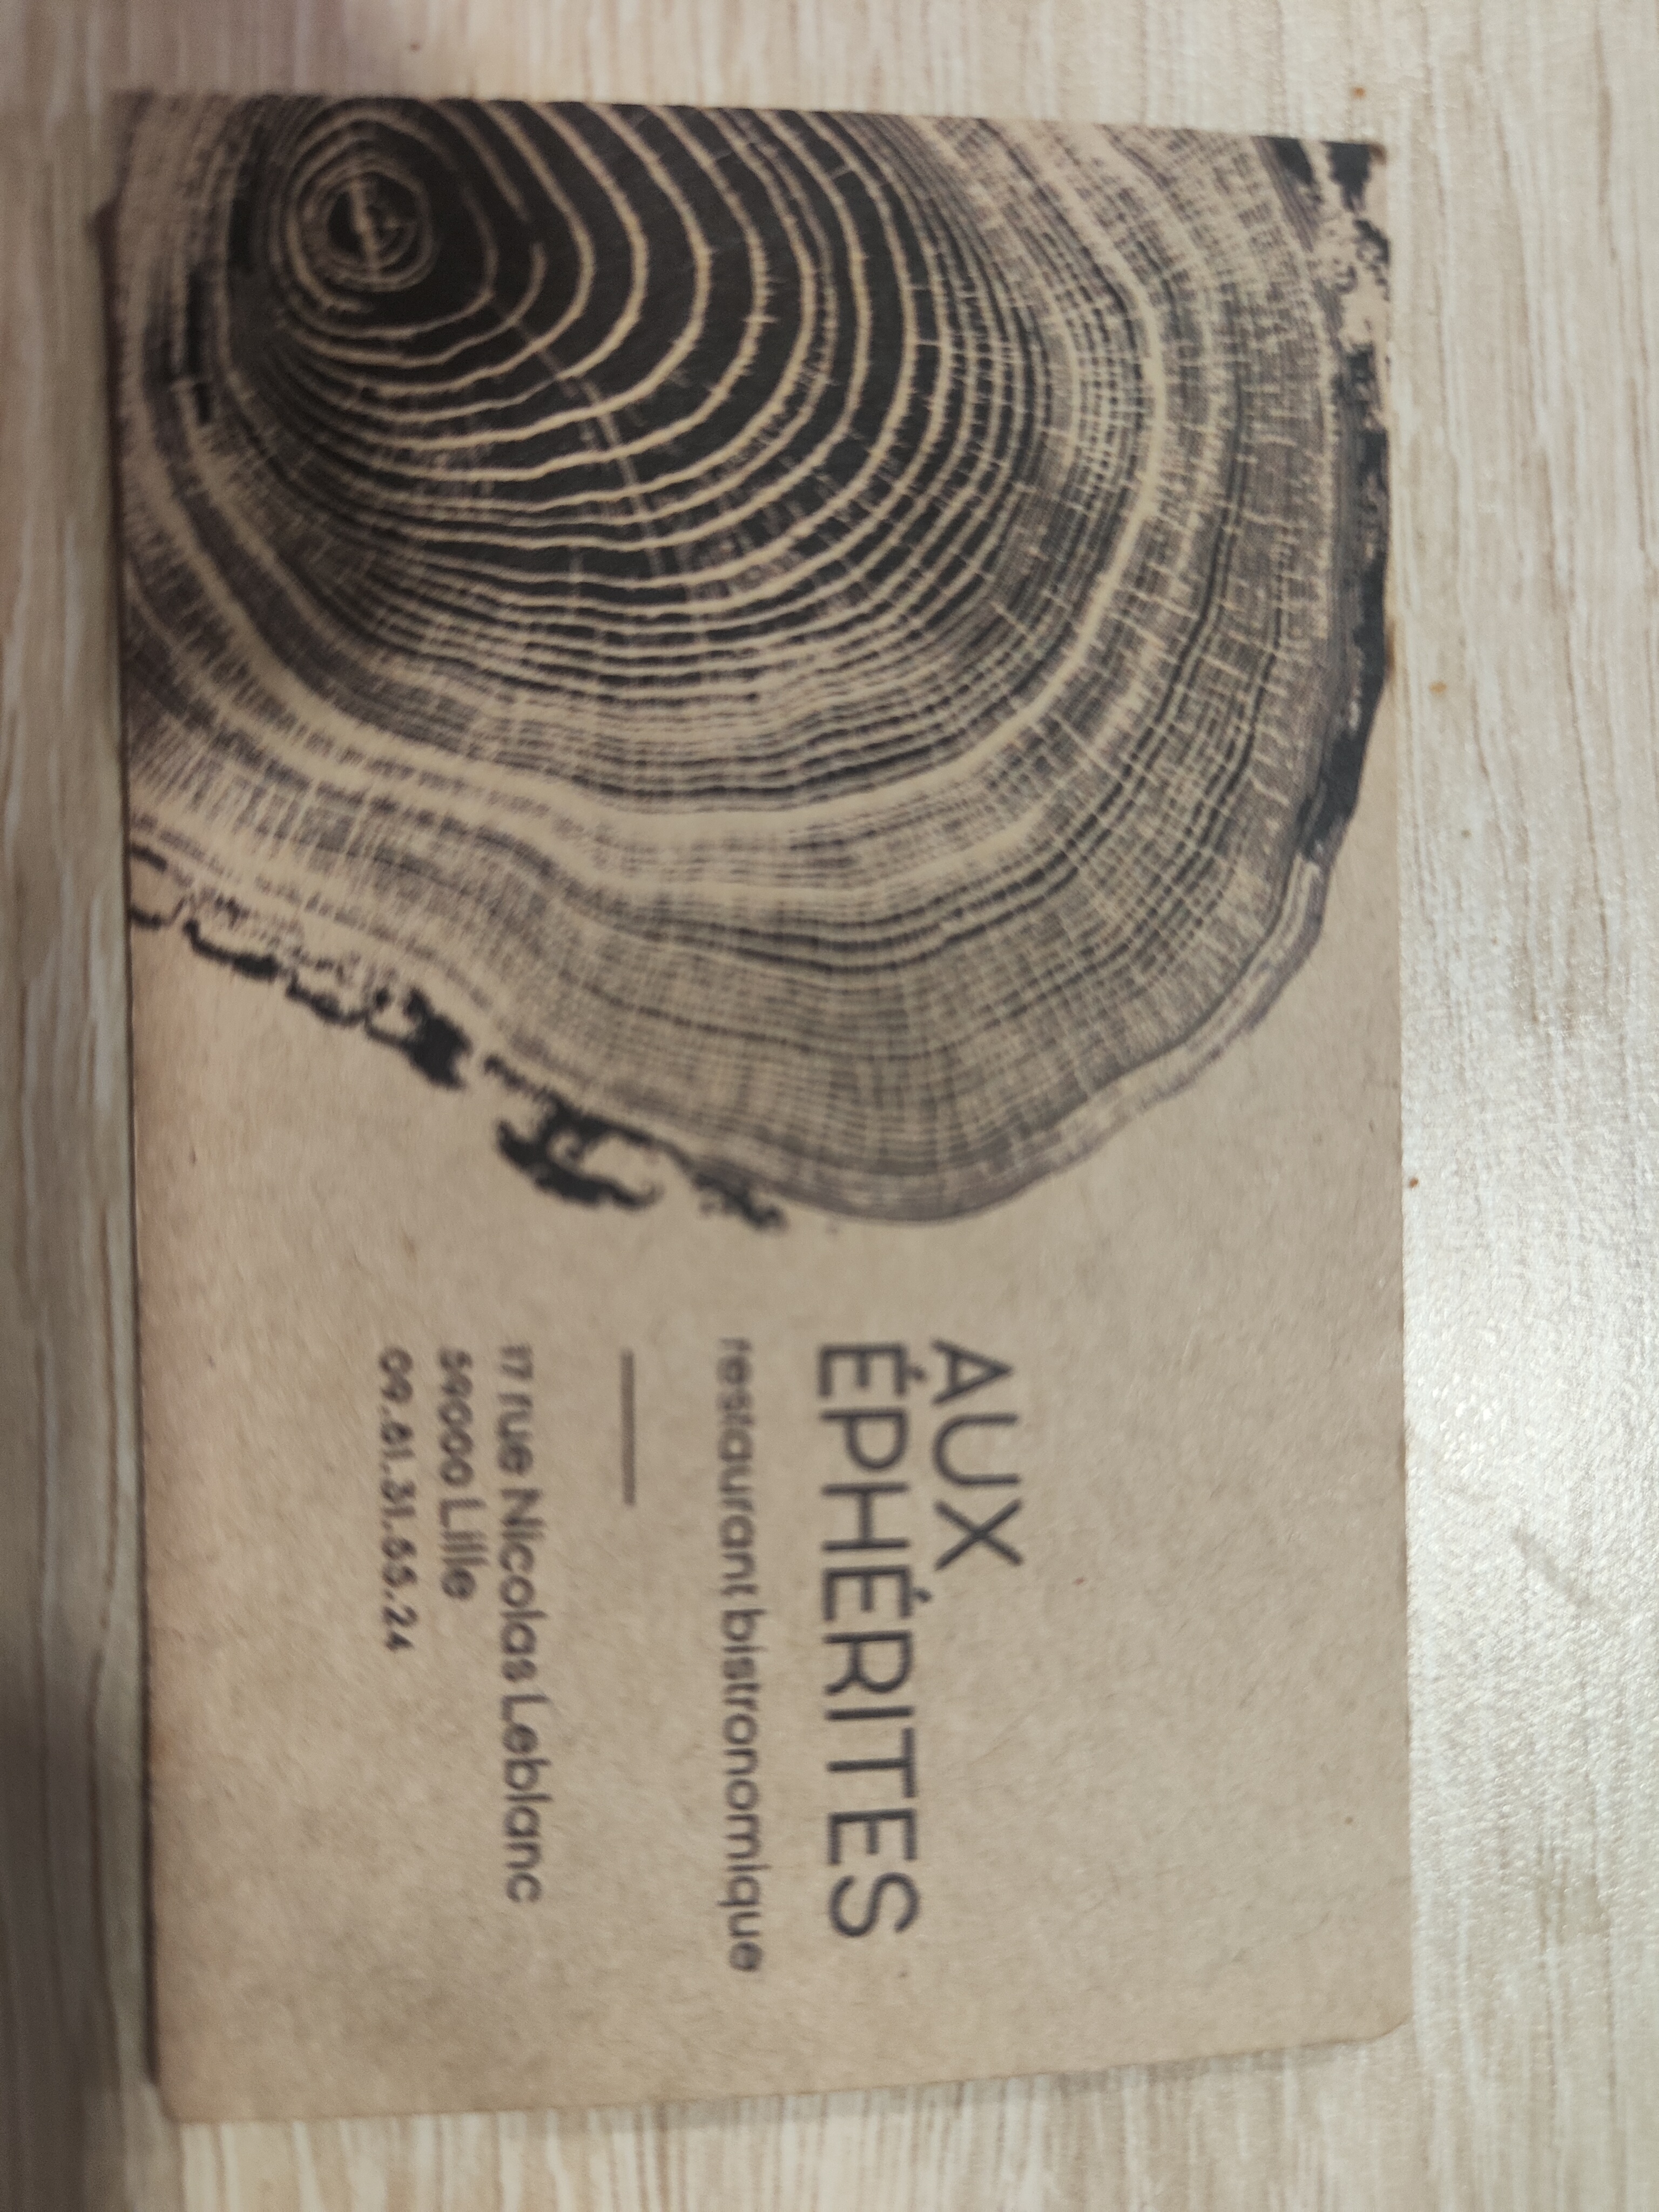 AUX
ÉPHÉRITES
restaurant bistronomique
17 rue Nicolas Leblanc
59000 Lille
09.81.31.55.24